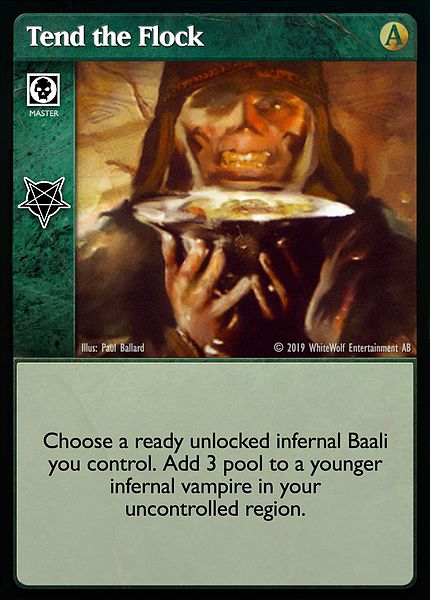 Tend the Flock
A
MASTER
Illus: Paul Ballard
© 2019 WhiteWolf Entertainment AB
Choose a ready unlocked infernal Baali
you control. Add 3 pool to a younger
infernal vampire in your
uncontrolled region.